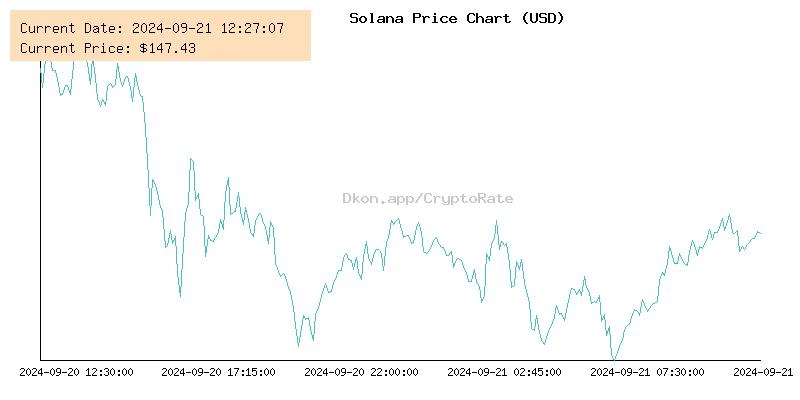 Solana Price Chart (USD)
Current Date: 2024-09-21 12:27:07
Current Price: $147.43
Dkon.app/CryptoRate
2024-09-20 12:30:00 2024-09-20 17:15:00 2024-09-20 22:00:00 2024-09-21 02:45:00 2024-09-21 07:30:00 2024-09-21